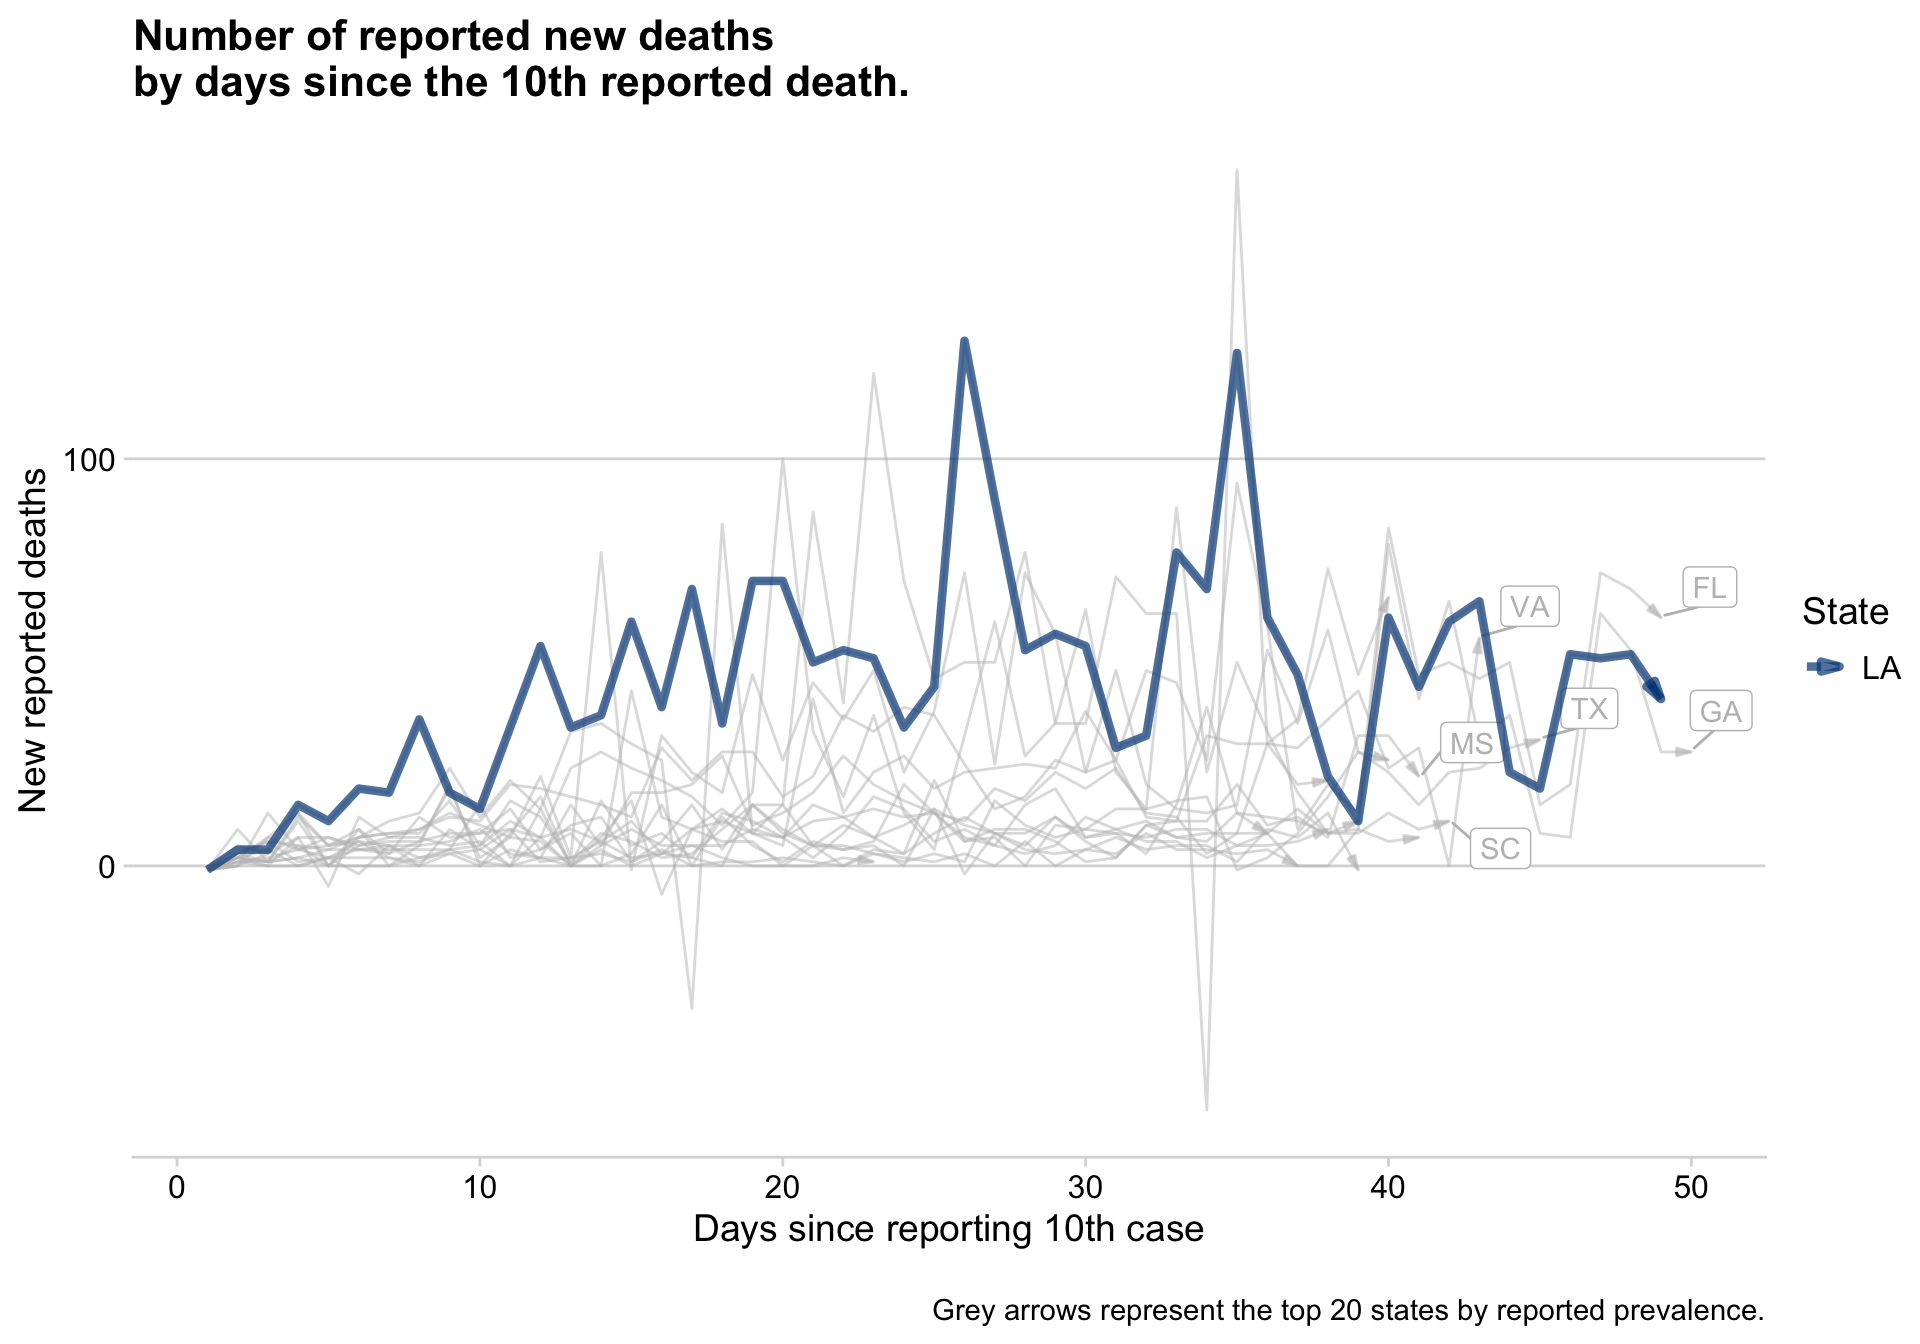 Number of reported new deaths
by days since the 10th reported death.
New reported deaths
100
0
FL
VA
TX
GA
MS
SC
State
LA
0 10 20 30 40 50
Days since reporting 10th case
Grey arrows represent the top 20 states by reported prevalence.